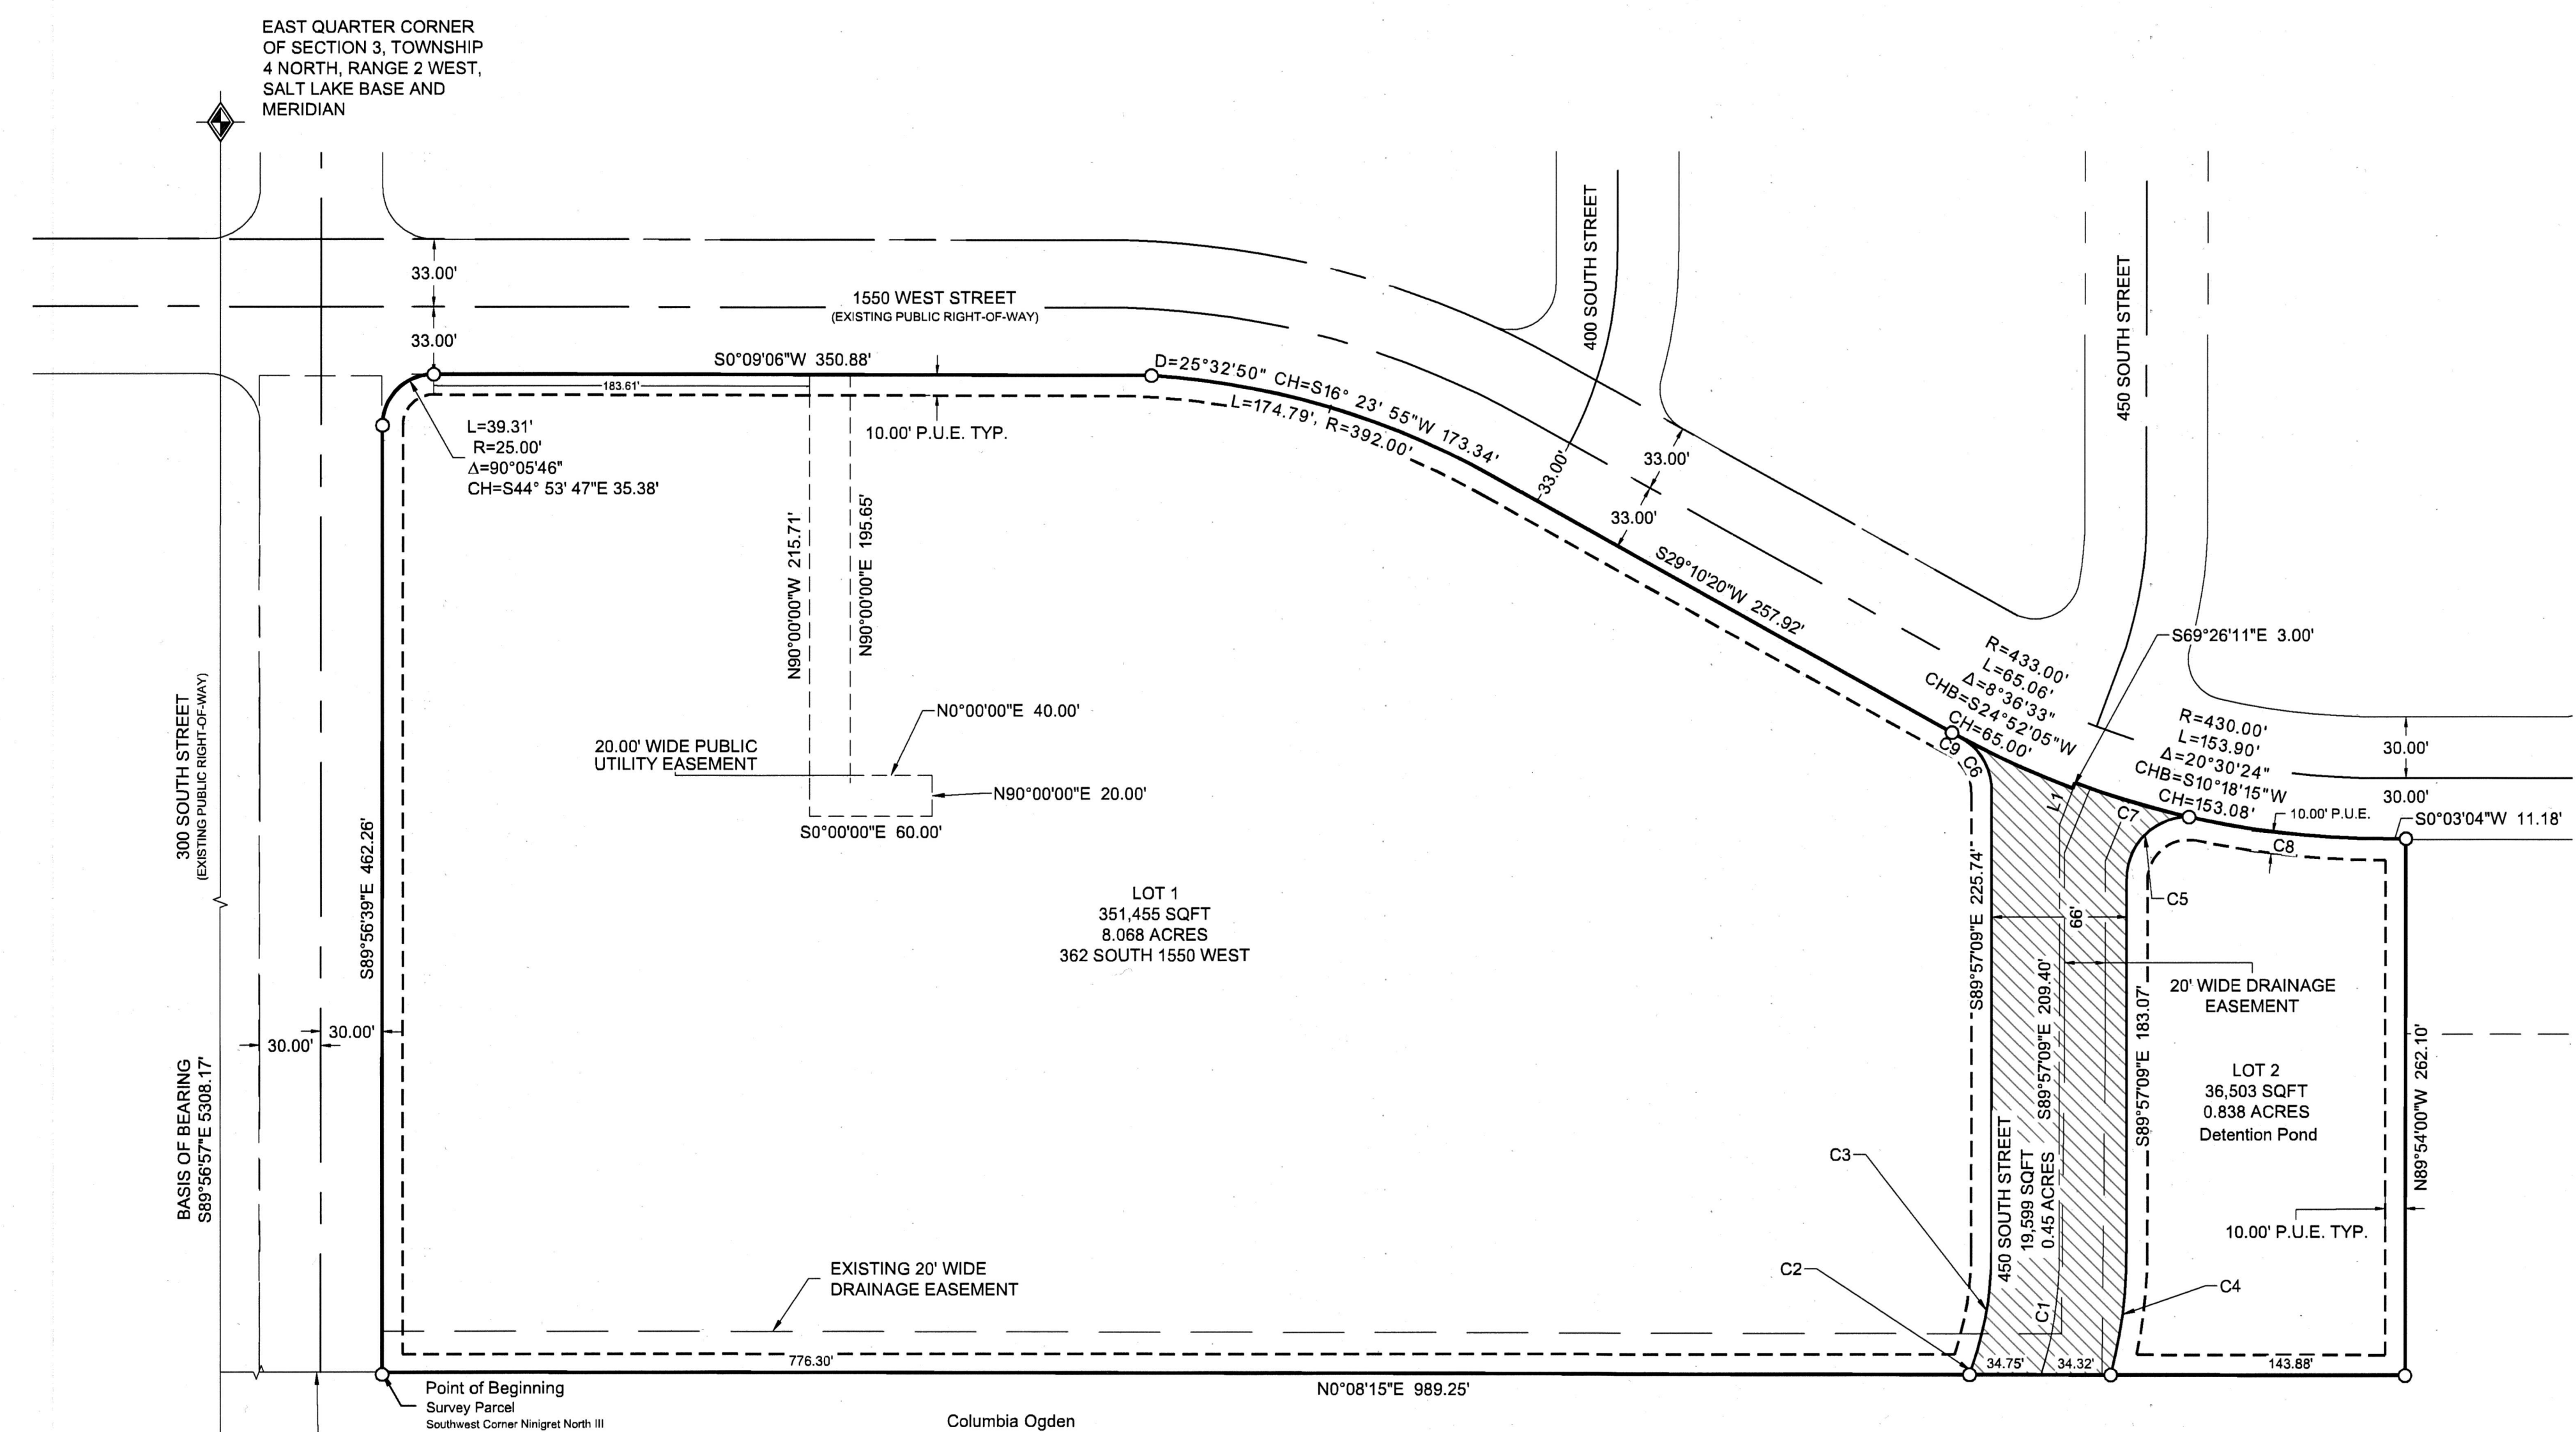 EAST QUARTER CORNER
OF SECTION 3, TOWNSHIP
4 NORTH, RANGE 2 WEST,
SALT LAKE BASE AND
MERIDIAN
33.00'
33.00'
1550 WEST STREET
(EXISTING PUBLIC RIGHT-OF-WAY)
400 SOUTH STREET
450 SOUTH STREET
S0°09'06"W 350.88'
183.61'
10.00' P.U.E. TYP.
L=39.31'
R=25.00'
Δ=90°05'46"
CH=S44° 53' 47"E 35.38'
D=25°32'50" CH=S16° 23' 55"W 173.34'
L=174.79', R=392.00'
33.00'
33.00'
33.00'
S29°10'20"W 257.92'
N90°00'00"W 215.71'
N90°00'00"E 195.65'
N0°00'00"E 40.00'
20.00' WIDE PUBLIC
UTILITY EASEMENT
N90°00'00"E 20.00'
S0°00'00"E 60.00'
R=433.00'
L=65.06'
Δ=8°36'33"
CHB=S24°52'05"W
CH=65.00'
S69°26'11"E 3.00'
R=430.00'
L=153.90'
Δ=20°30'24"
CHB=S10°18'15"W
CH=153.08'
10.00' P.U.E.
30.00'
30.00'
S0°03'04"W 11.18'
C9
C6
L1
C7
C8
C5
300 SOUTH STREET
(EXISTING PUBLIC RIGHT-OF-WAY)
S89°56'39"E 462.26'
LOT 1
351,455 SQFT
8.068 ACRES
362 SOUTH 1550 WEST
S89°57'09"E 225.74'
66'
20' WIDE DRAINAGE
EASEMENT
S89°57'09"E 209.40'
S89°57'09"E 183.07'
30.00'
30.00'
BASIS OF BEARING
S89°56'57"E 5308.17'
LOT 2
36,503 SQFT
0.838 ACRES
Detention Pond
N89°54'00"W 262.10'
10.00' P.U.E. TYP.
450 SOUTH STREET
19,599 SQFT
0.45 ACRES
C3
C2
C1
C4
EXISTING 20' WIDE
DRAINAGE EASEMENT
776.30'
34.75'
34.32'
143.88'
Point of Beginning
Survey Parcel
Southwest Corner Ninigret North III
N0°08'15"E 989.25'
Columbia Ogden